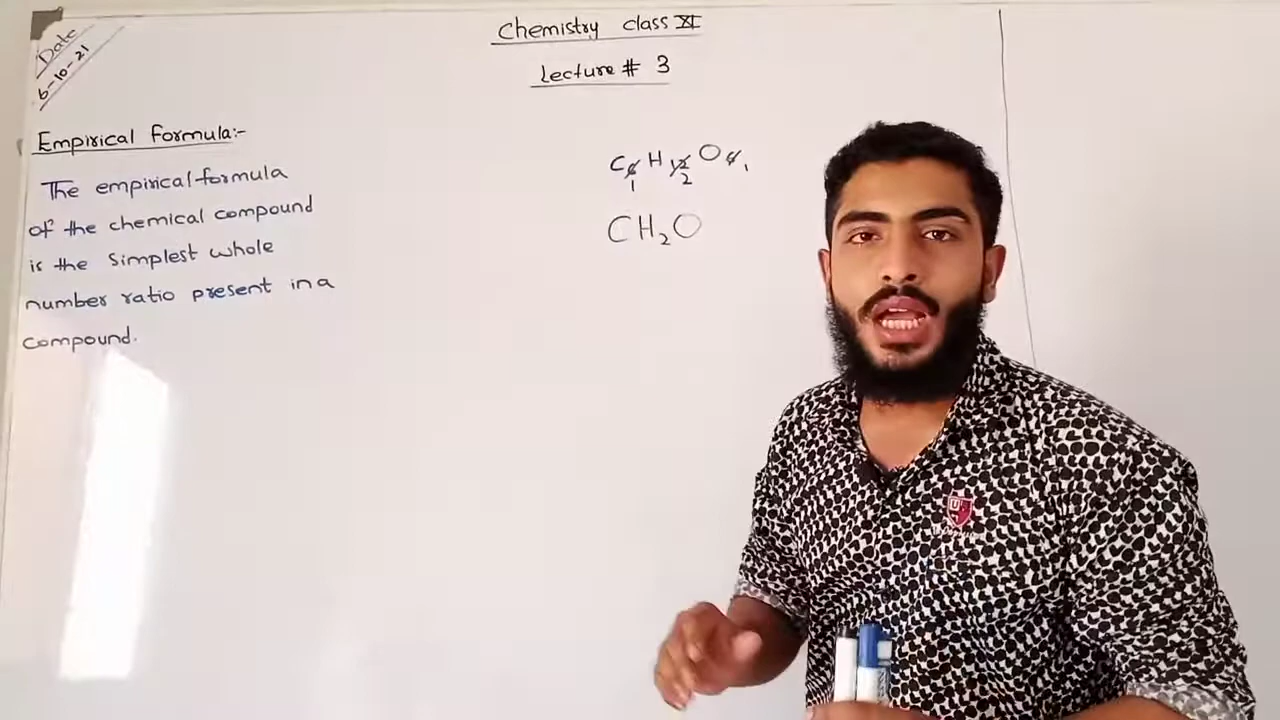 Chemistry class XI
Lecture # 3
Date
6-10-21
Empirical formula:-
The empirical formula
of the chemical compound
is the simplest whole
number ratio present in a
compound.
C6 1 H12 2 O6 1
CH₂O